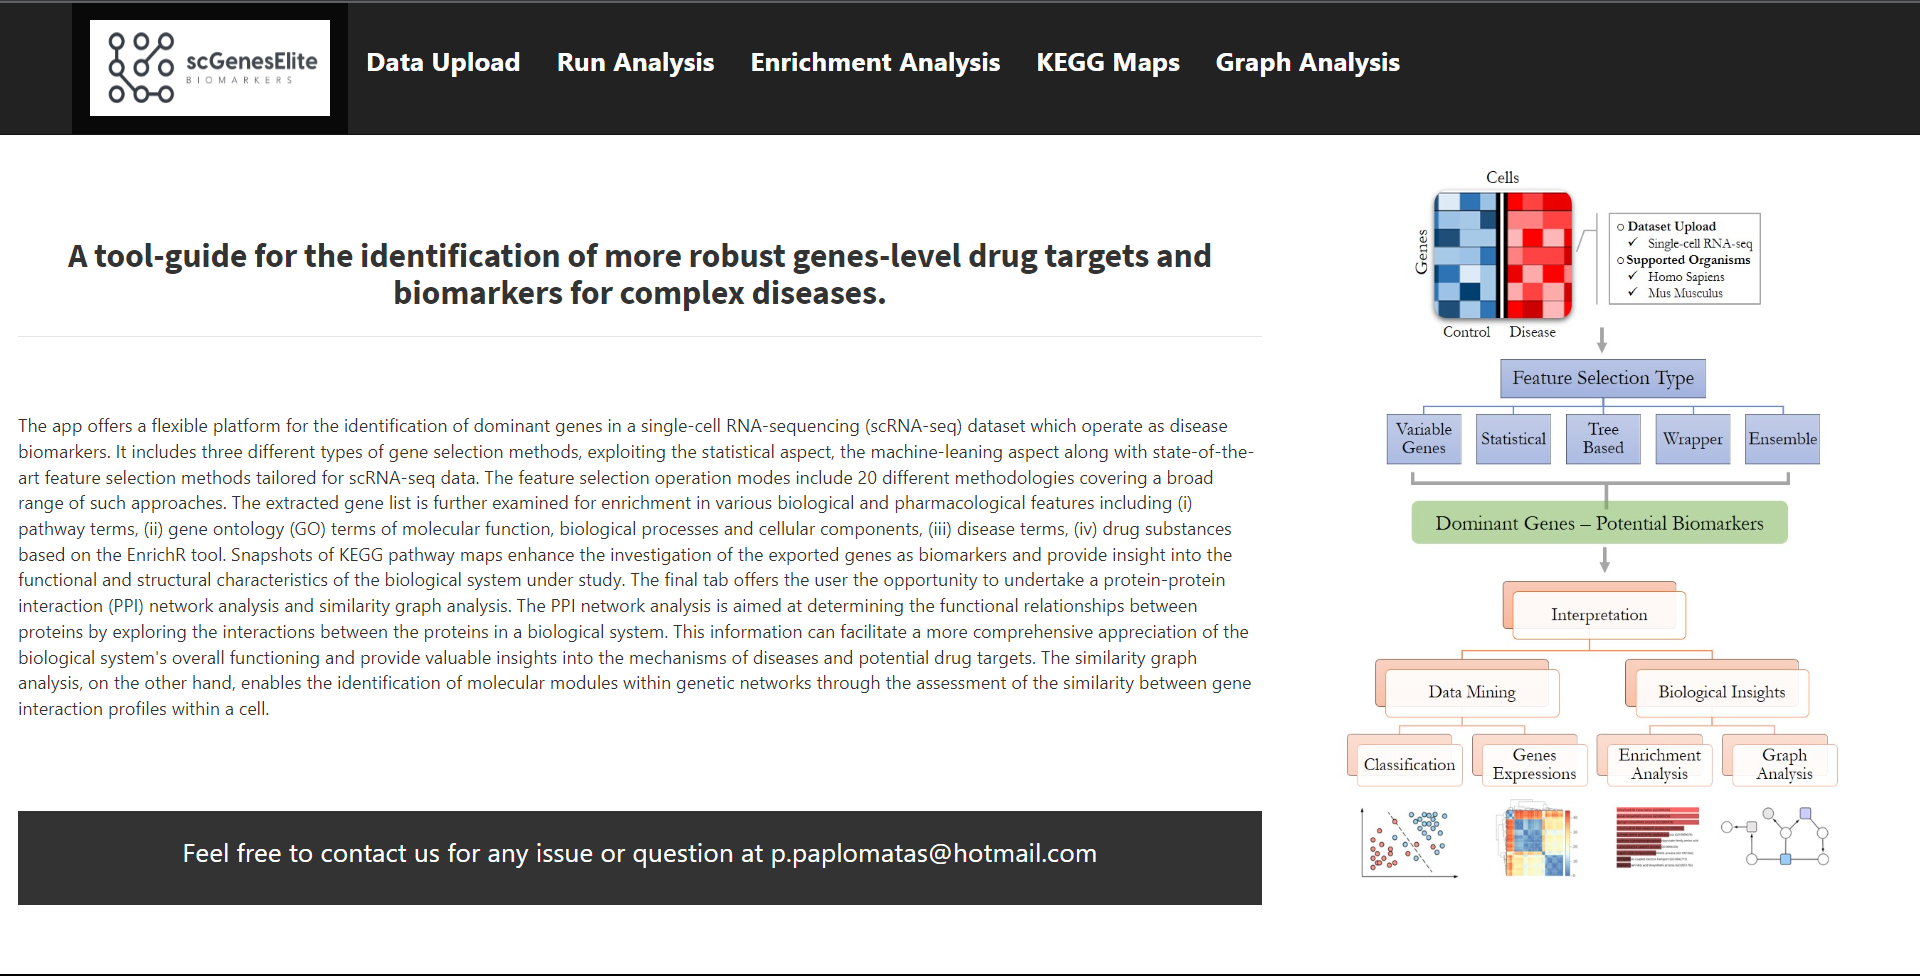 scGenesElite
BIOMARKERS
Data Upload
Run Analysis
Enrichment Analysis
KEGG Maps
Graph Analysis
A tool-guide for the identification of more robust genes-level drug targets and
biomarkers for complex diseases.
The app offers a flexible platform for the identification of dominant genes in a single-cell RNA-sequencing (scRNA-seq) dataset which operate as disease
biomarkers. It includes three different types of gene selection methods, exploiting the statistical aspect, the machine-leaning aspect along with state-of-the-
art feature selection methods tailored for scRNA-seq data. The feature selection operation modes include 20 different methodologies covering a broad
range of such approaches. The extracted gene list is further examined for enrichment in various biological and pharmacological features including (i)
pathway terms, (ii) gene ontology (GO) terms of molecular function, biological processes and cellular components, (iii) disease terms, (iv) drug substances
based on the EnrichR tool. Snapshots of KEGG pathway maps enhance the investigation of the exported genes as biomarkers and provide insight into the
functional and structural characteristics of the biological system under study. The final tab offers the user the opportunity to undertake a protein-protein
interaction (PPI) network analysis and similarity graph analysis. The PPI network analysis is aimed at determining the functional relationships between
proteins by exploring the interactions between the proteins in a biological system. This information can facilitate a more comprehensive appreciation of the
biological system's overall functioning and provide valuable insights into the mechanisms of diseases and potential drug targets. The similarity graph
analysis, on the other hand, enables the identification of molecular modules within genetic networks through the assessment of the similarity between gene
interaction profiles within a cell.
Feel free to contact us for any issue or question at p.paplomatas@hotmail.com
Cells
Genes
Control
Disease
Dataset Upload
Single-cell RNA-seq
Supported Organisms
Homo Sapiens
Mus Musculus
Feature Selection Type
Variable
Genes
Statistical
Tree
Based
Wrapper
Ensemble
Dominant Genes – Potential Biomarkers
Interpretation
Data Mining
Biological Insights
Classification
Genes
Expressions
Enrichment
Analysis
Graph
Analysis